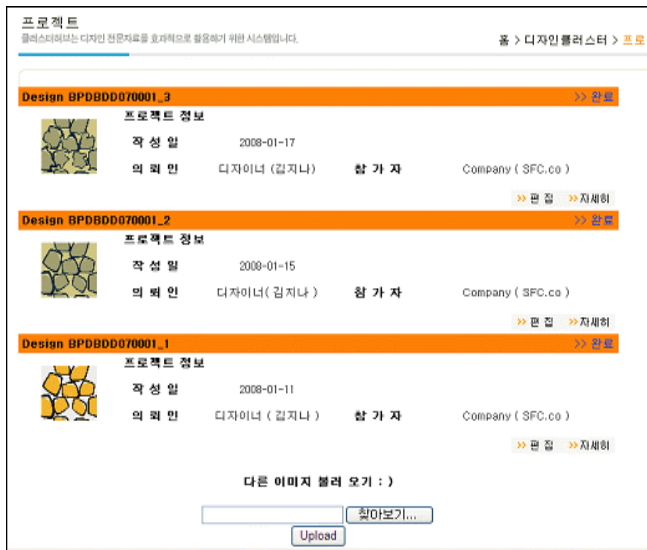 프로젝트
클러스터허브는 디자인 전문자료를 효과적으로 활용하기 위한 시스템입니다.
홈 > 디자인클러스터 > 프로
Design BPDBDD070001_3 >> 완료
프로젝트 정보
작 성 일 2008-01-17
의 뢰 인 디자이너 (김지나) 참 가 자 Company ( SFC.co )
>> 편 집 >>자세히
Design BPDBDD070001_2 >> 완료
프로젝트 정보
작 성 일 2008-01-15
의 뢰 인 디자이너( 김지나 ) 참 가 자 Company ( SFC.co )
>> 편 집 >>자세히
Design BPDBDD070001_1 >> 완료
프로젝트 정보
작 성 일 2008-01-11
의 뢰 인 디자이너 ( 김지나 ) 참 가 자 Company ( SFC.co )
>> 편 집 >>자세히
다른 이미지 불러 오기 : )
찾아보기...
Upload